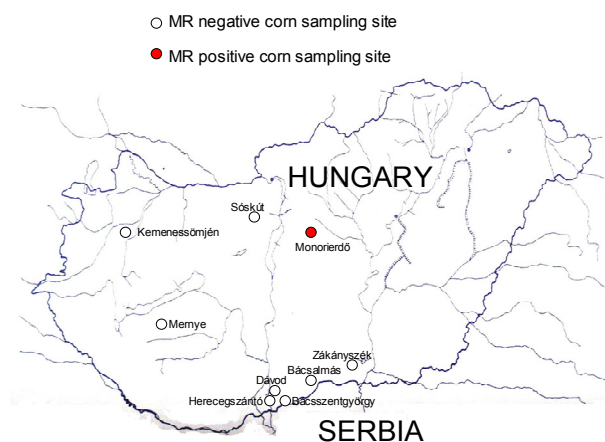 MR negative corn sampling site
MR positive corn sampling site
HUNGARY
Sóskút
Kemenessömjén
Monorierdő
Mernye
Zákányszék
Bácsalmás
Dávod
Herecegszántó
Bácsszentgyörgy
SERBIA